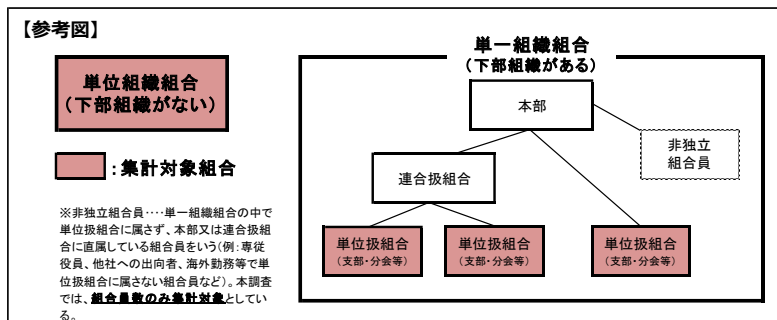 【参考図】
単位組織組合
（下部組織がない）
：集計対象組合
※非独立組合員‥‥単一組織組合の中で
単位扱組合に属さず、本部又は連合扱組
合に直属している組合員をいう（例：専従
役員、他社への出向者、海外勤務等で単
位扱組合に属さない組合員など）。本調査
では、組合員数のみ集計対象としてい
る。
単一組織組合
（下部組織がある）
本部
非独立
組合員
連合扱組合
単位扱組合
（支部・分会等）
単位扱組合
（支部・分会等）
単位扱組合
（支部・分会等）